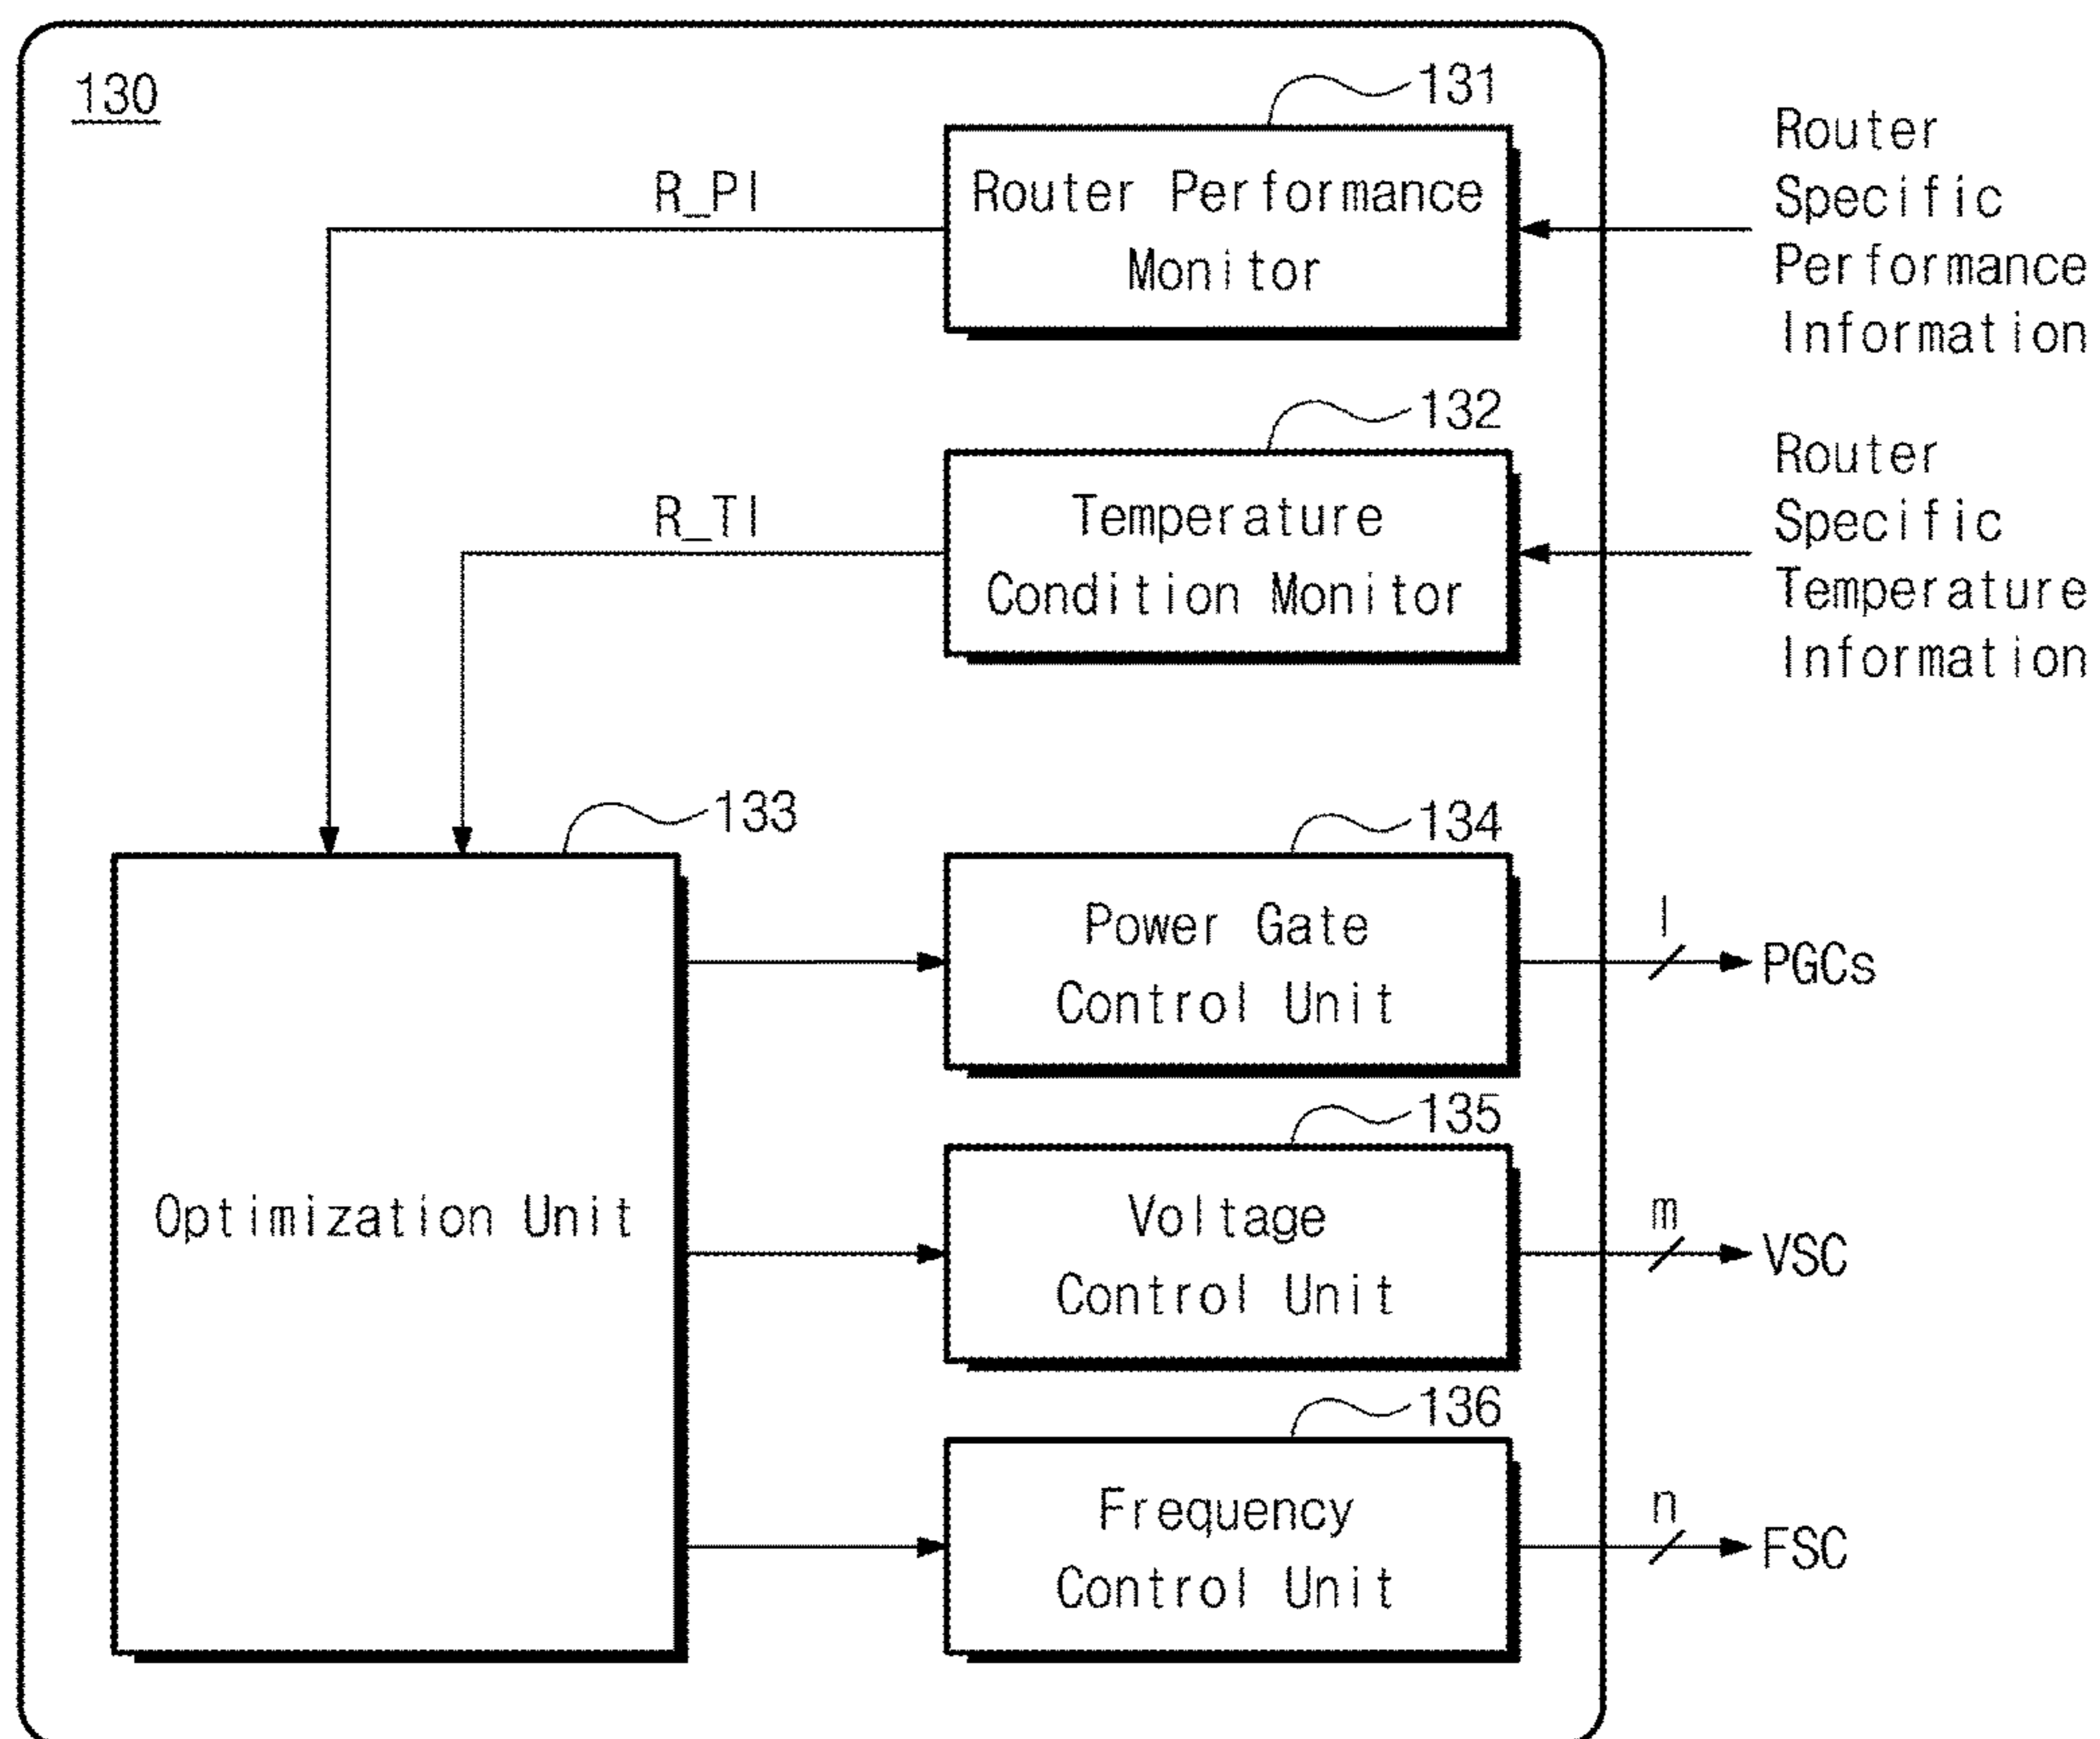 130
131
Router Performance
Monitor
R_PI
Router
Specific
Performance
Information
132
Temperature
Condition Monitor
R_TI
Router
Specific
Temperature
Information
133
Optimization Unit
134
Power Gate
Control Unit
l
PGCs
135
Voltage
Control Unit
m
VSC
136
Frequency
Control Unit
n
FSC